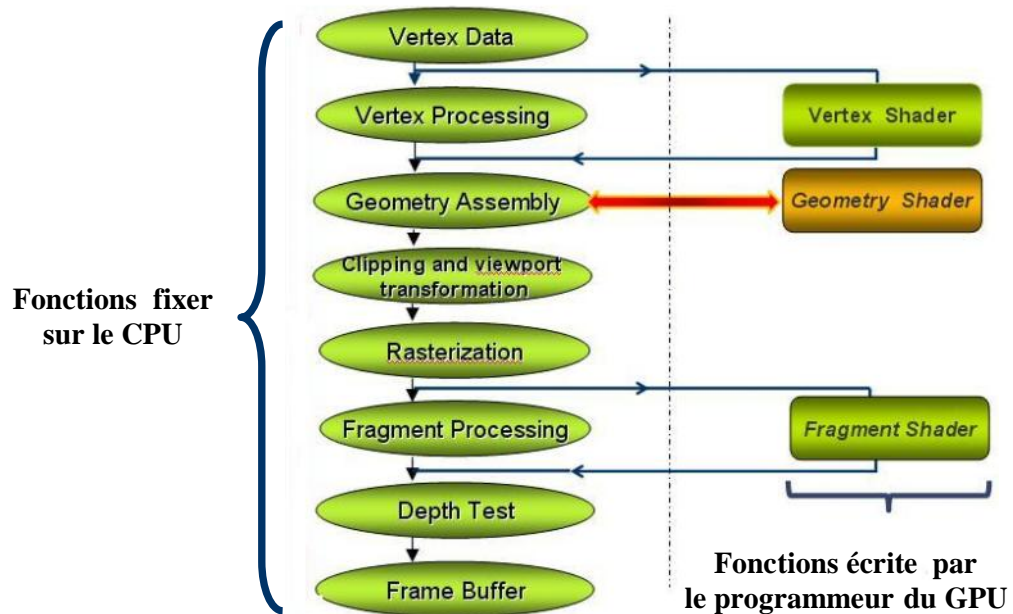 Vertex Data
Vertex Processing
Vertex Shader
Geometry Assembly
Geometry Shader
Clipping and viewport
transformation
Fonctions fixer
sur le CPU
Rasterization
Fragment Processing
Fragment Shader
Depth Test
Frame Buffer
Fonctions écrite par
le programmeur du GPU